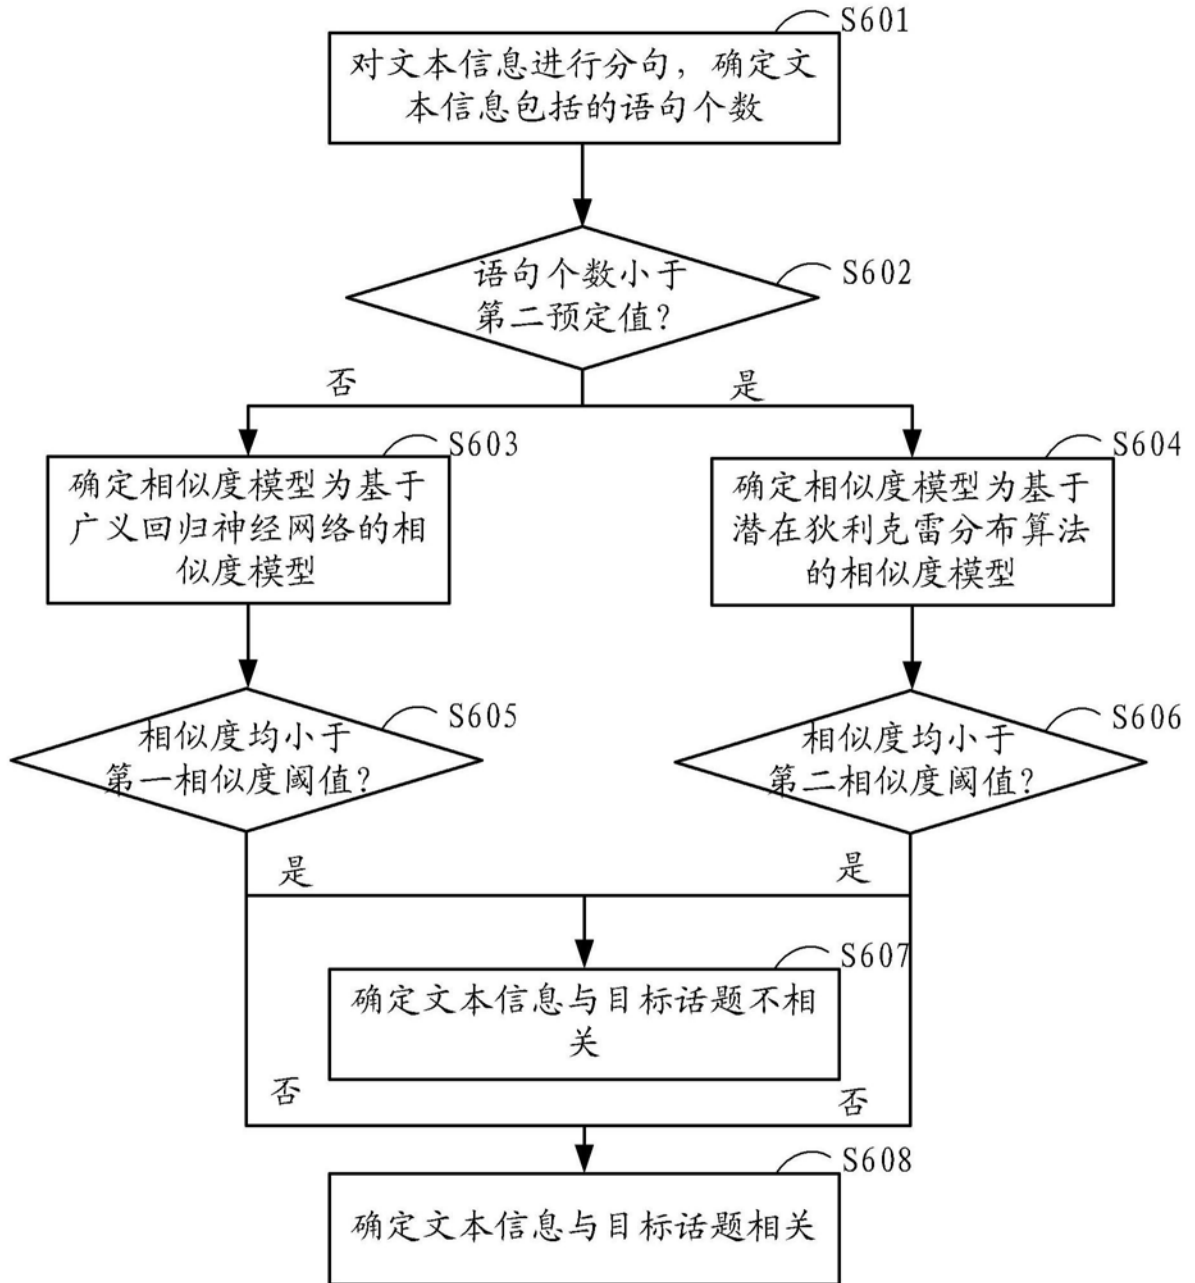 S601
对文本信息进行分句，确定文
本信息包括的语句个数
S602
语句个数小于
第二预定值？
否
是
S603
确定相似度模型为基于
广义回归神经网络的相
似度模型
S604
确定相似度模型为基于
潜在狄利克雷分布算法
的相似度模型
S605
相似度均小于
第一相似度阈值？
S606
相似度均小于
第二相似度阈值？
是
是
S607
确定文本信息与目标话题不相
关
否
否
S608
确定文本信息与目标话题相关